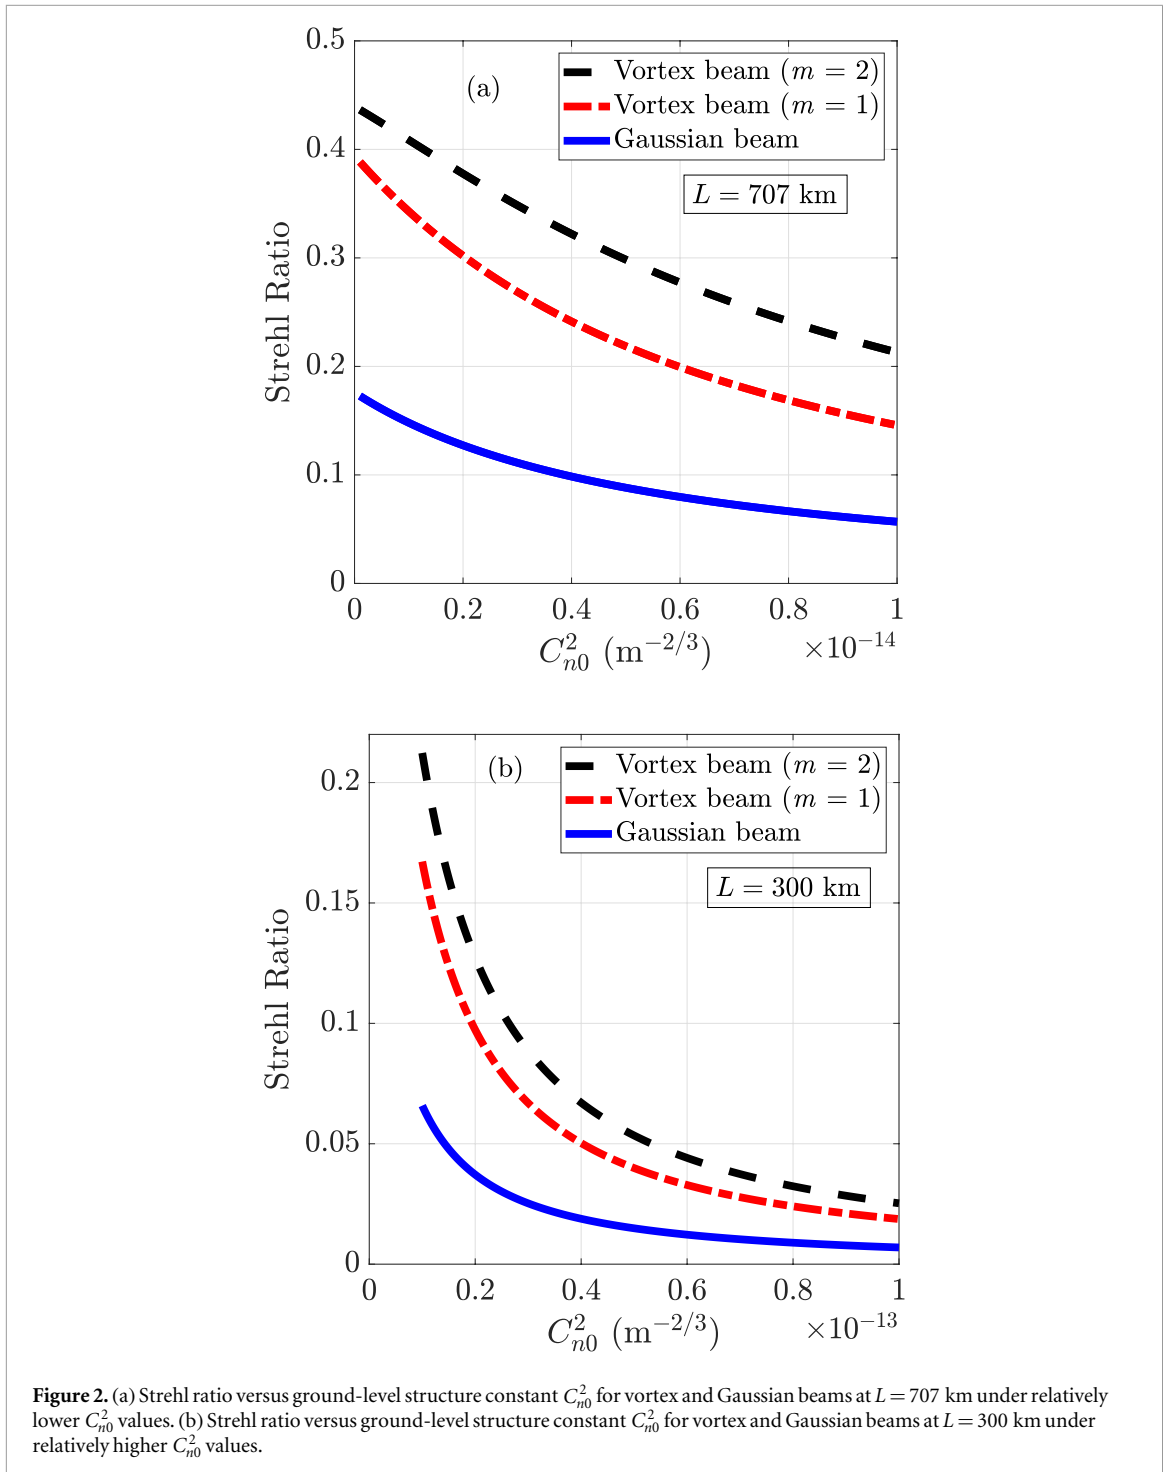 0.5
Vortex beam (m = 2)
(a)
Vortex beam (m = 1)
Gaussian beam
0.4
L = 707 km
0.3
Strehl Ratio
0.2
0.1
0
0 0.2 0.4 0.6 0.8 1
C²ₙ₀ (m⁻²/³) ×10⁻¹⁴
(b)
Vortex beam (m = 2)
0.2
Vortex beam (m = 1)
Gaussian beam
L = 300 km
0.15
Strehl Ratio
0.1
0.05
0
0 0.2 0.4 0.6 0.8 1
C²ₙ₀ (m⁻²/³) ×10⁻¹³
Figure 2. (a) Strehl ratio versus ground-level structure constant C²ₙ₀ for vortex and Gaussian beams at L = 707 km under relatively
lower C²ₙ₀ values. (b) Strehl ratio versus ground-level structure constant C²ₙ₀ for vortex and Gaussian beams at L = 300 km under
relatively higher C²ₙ₀ values.